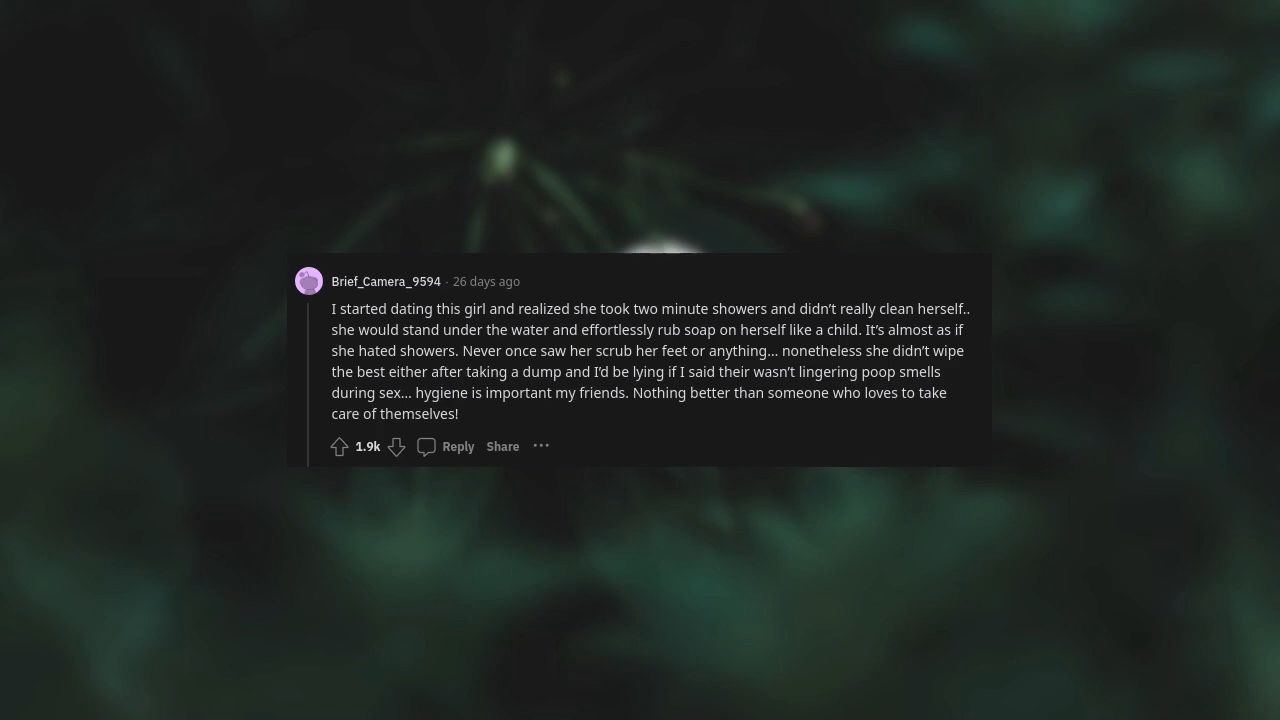 Brief_Camera_9594 · 26 days ago
I started dating this girl and realized she took two minute showers and didn’t really clean herself..
she would stand under the water and effortlessly rub soap on herself like a child. It’s almost as if
she hated showers. Never once saw her scrub her feet or anything... nonetheless she didn’t wipe
the best either after taking a dump and I’d be lying if I said their wasn’t lingering poop smells
during sex... hygiene is important my friends. Nothing better than someone who loves to take
care of themselves!
1.9k Reply Share ···